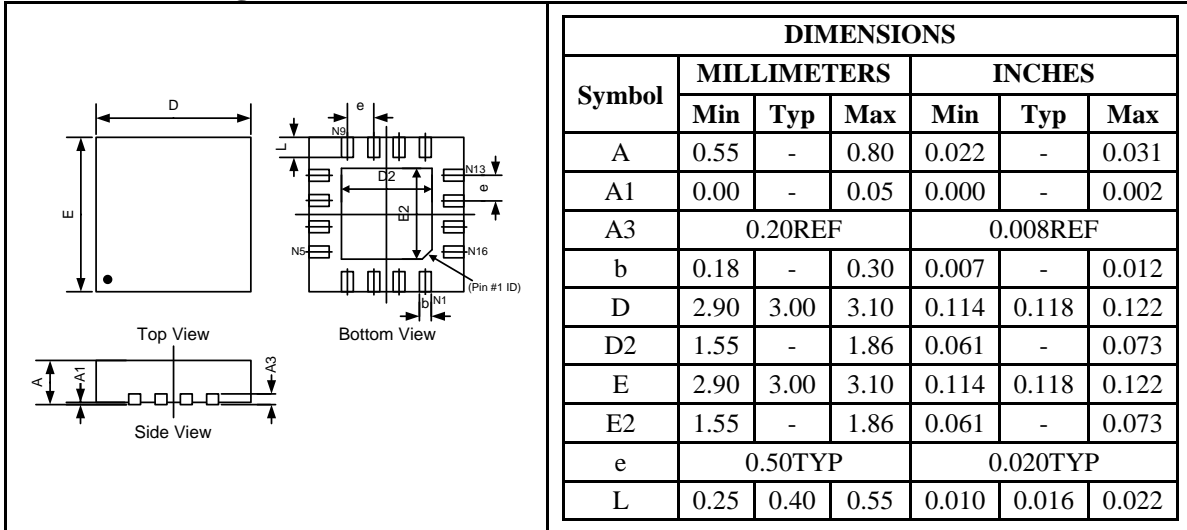 D
e
N9
L
N13
D2
e
E
E2
N5
N16
(Pin #1 ID)
b
N1
Top View
Bottom View
A
A1
A3
Side View
DIMENSIONS
Symbol MILLIMETERS INCHES
Min Typ Max Min Typ Max
A 0.55 - 0.80 0.022 - 0.031
A1 0.00 - 0.05 0.000 - 0.002
A3 0.20REF 0.008REF
b 0.18 - 0.30 0.007 - 0.012
D 2.90 3.00 3.10 0.114 0.118 0.122
D2 1.55 - 1.86 0.061 - 0.073
E 2.90 3.00 3.10 0.114 0.118 0.122
E2 1.55 - 1.86 0.061 - 0.073
e 0.50TYP 0.020TYP
L 0.25 0.40 0.55 0.010 0.016 0.022